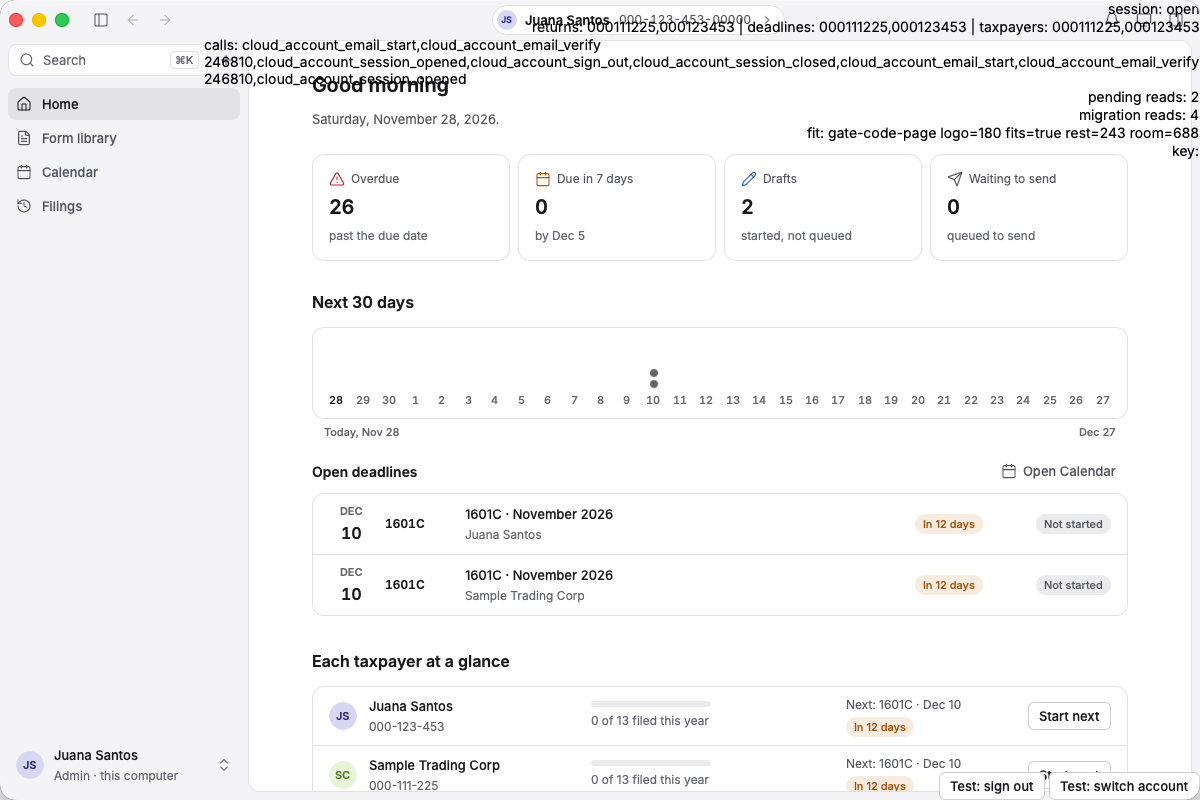 session: open
JS Juana Santos 000-123-453-00000
returns: 000111225,000123453 | deadlines: 000111225,000123453 | taxpayers: 000111225,000123453
calls: cloud_account_email_start,cloud_account_email_verify
246810,cloud_account_session_opened,cloud_account_sign_out,cloud_account_session_closed,cloud_account_email_start,cloud_account_email_verify
246810,cloud_account_session_opened
pending reads: 2
migration reads: 4
fit: gate-code-page logo=180 fits=true rest=243 room=688
key:
Search ⌘K
Home
Form library
Calendar
Filings
Good morning
Saturday, November 28, 2026.
Overdue
26
past the due date
Due in 7 days
0
by Dec 5
Drafts
2
started, not queued
Waiting to send
0
queued to send
Next 30 days
28 29 30 1 2 3 4 5 6 7 8 9 10 11 12 13 14 15 16 17 18 19 20 21 22 23 24 25 26 27
Today, Nov 28 Dec 27
Open deadlines Open Calendar
DEC
10
1601C
1601C · November 2026
Juana Santos
In 12 days
Not started
DEC
10
1601C
1601C · November 2026
Sample Trading Corp
In 12 days
Not started
Each taxpayer at a glance
JS
Juana Santos
000-123-453
0 of 13 filed this year
Next: 1601C · Dec 10
In 12 days
Start next
SC
Sample Trading Corp
000-111-225
0 of 13 filed this year
Next: 1601C · Dec 10
In 12 days
JS
Juana Santos
Admin · this computer
Test: sign out
Test: switch account